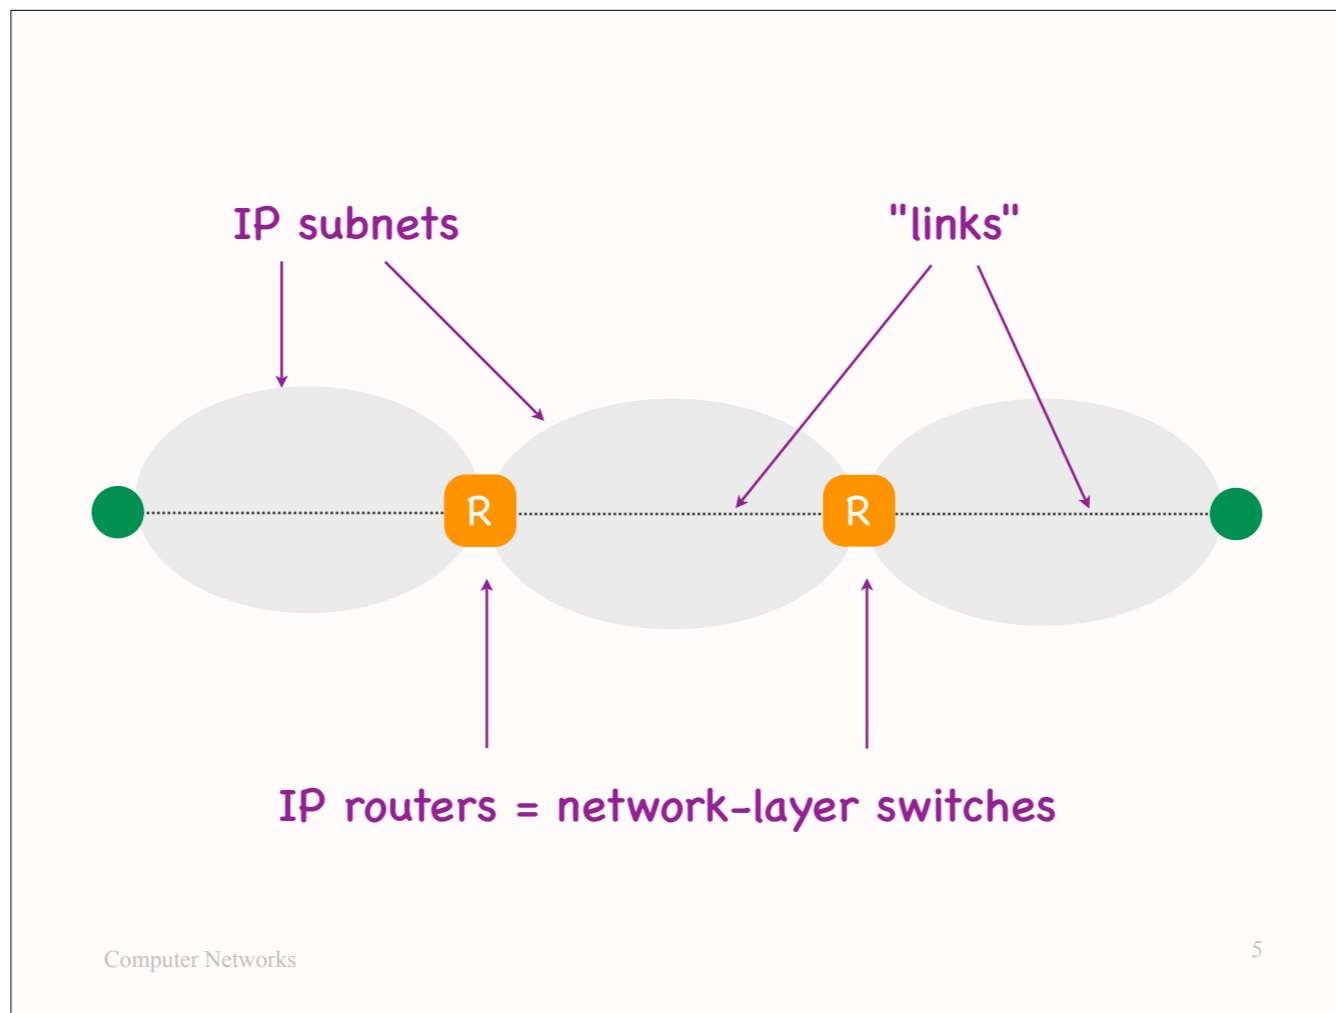 IP subnets
"links"
R
R
IP routers = network-layer switches
Computer Networks
5